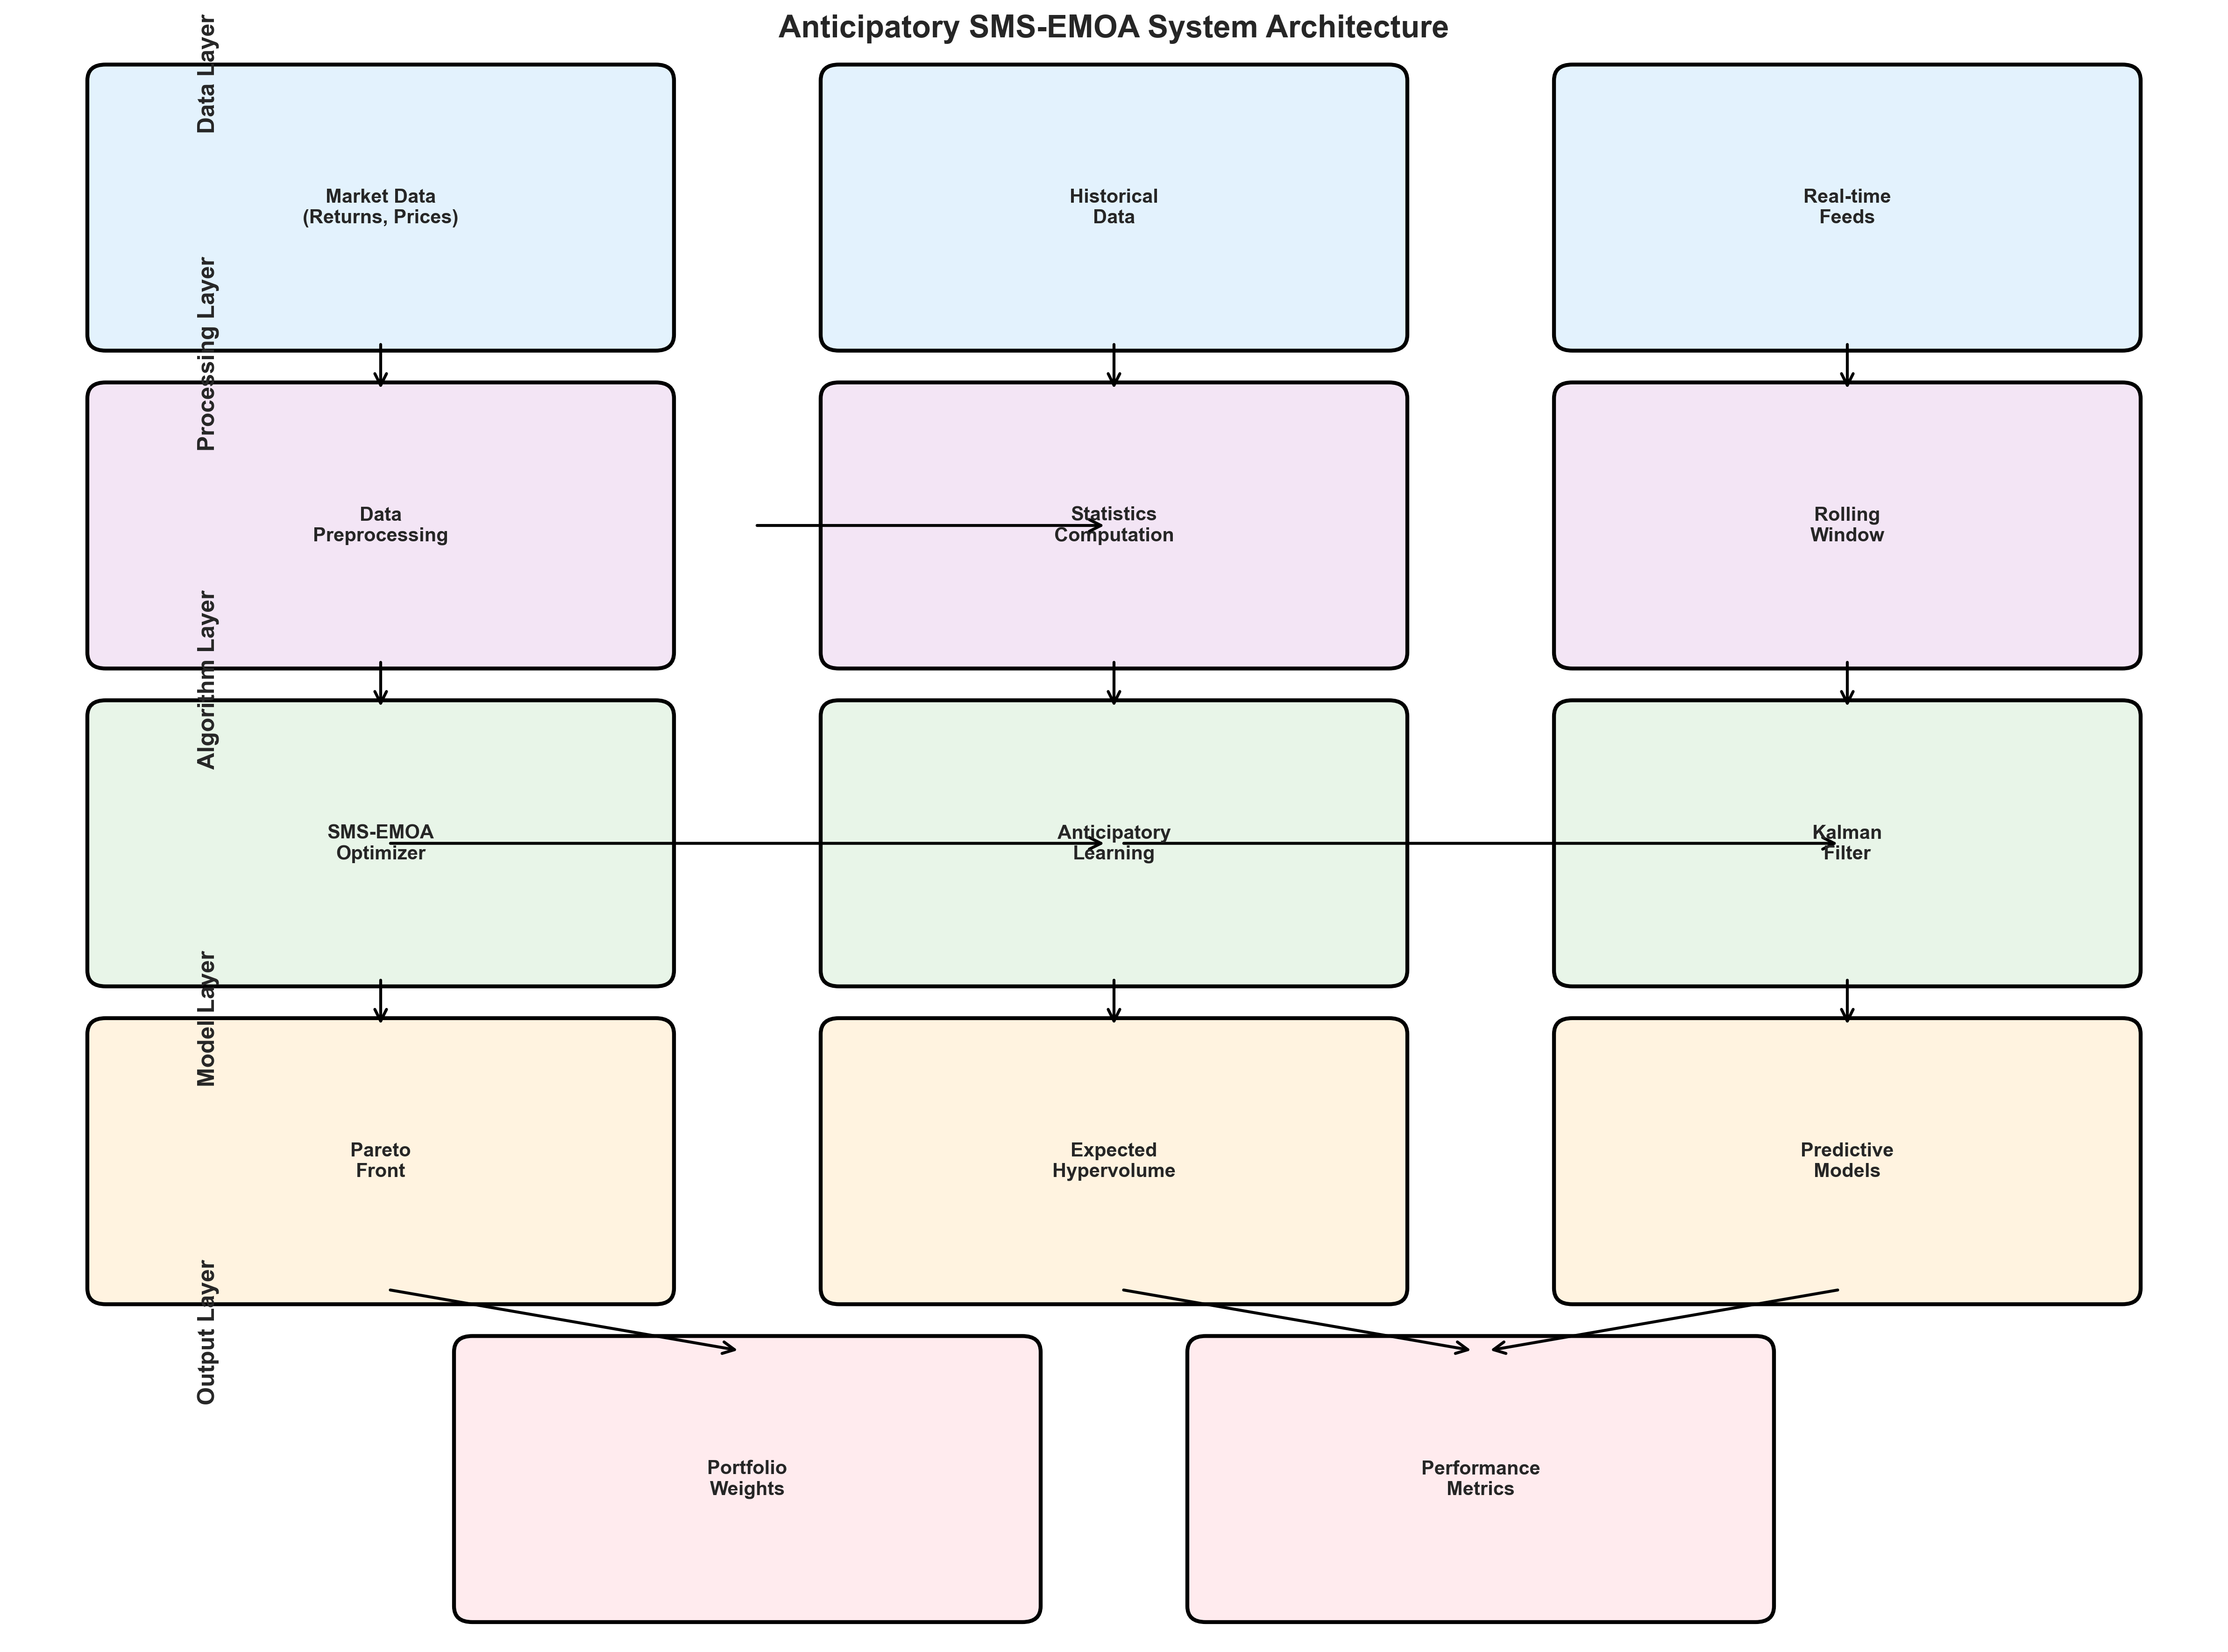 Anticipatory SMS-EMOA System Architecture
Data Layer
Market Data
(Returns, Prices)
Historical
Data
Real-time
Feeds
Processing Layer
Data
Preprocessing
Statistics
Computation
Rolling
Window
Algorithm Layer
SMS-EMOA
Optimizer
Anticipatory
Learning
Kalman
Filter
Model Layer
Pareto
Front
Expected
Hypervolume
Predictive
Models
Output Layer
Portfolio
Weights
Performance
Metrics